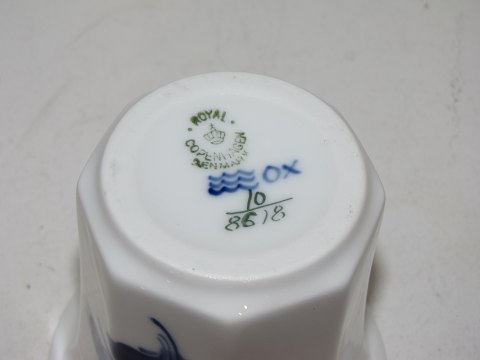 ROYAL
COPENHAGEN
DENMARK
OX
10
8618